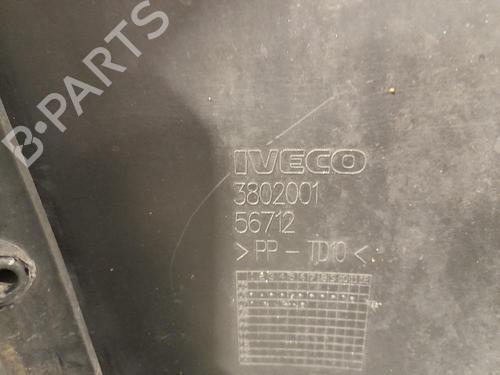 B-PARTS
IVECO
3802001
56712
> PP - TD10 <